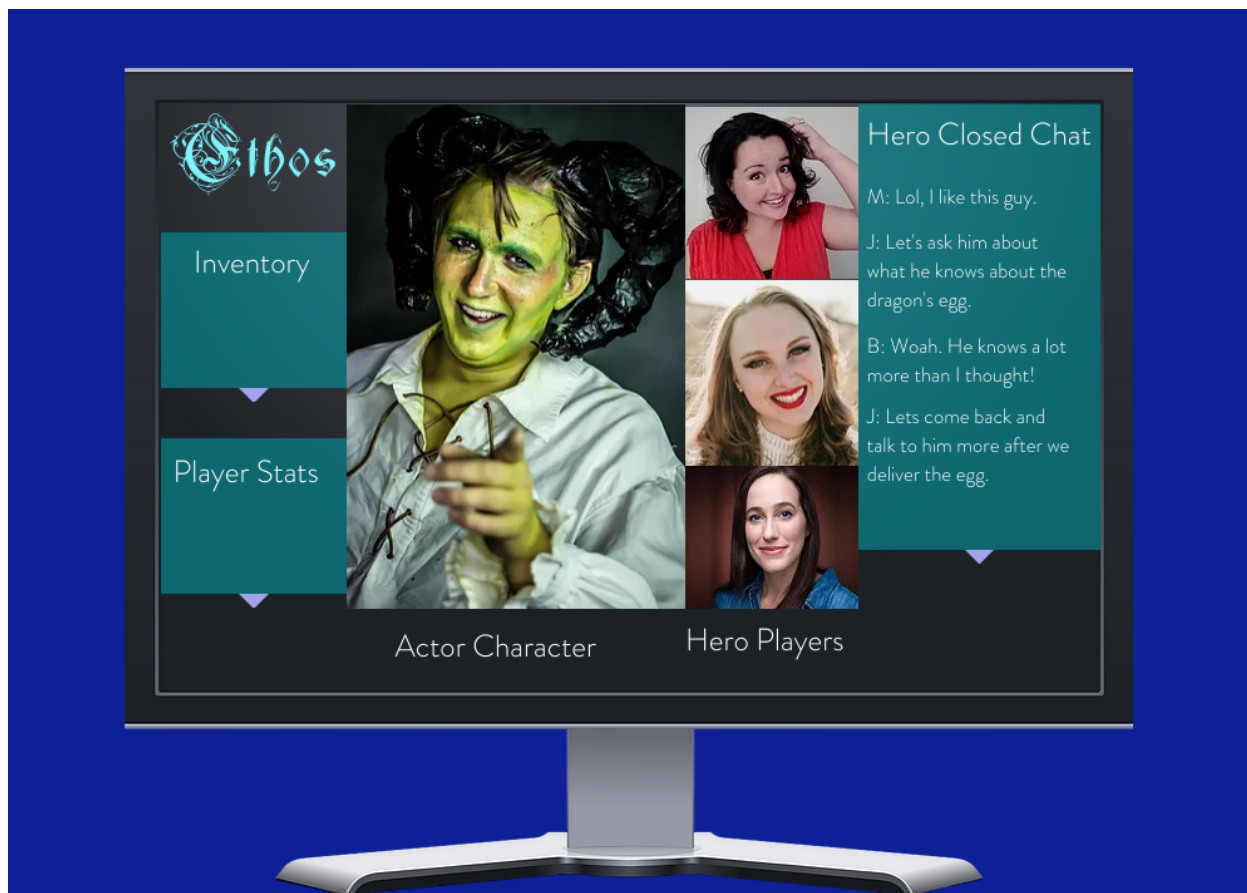 Ethos
Inventory
Player Stats
Actor Character
Hero Players
Hero Closed Chat
M: Lol, I like this guy.
J: Let's ask him about
what he knows about the
dragon's egg.
B: Woah. He knows a lot
more than I thought!
J: Lets come back and
talk to him more after we
deliver the egg.